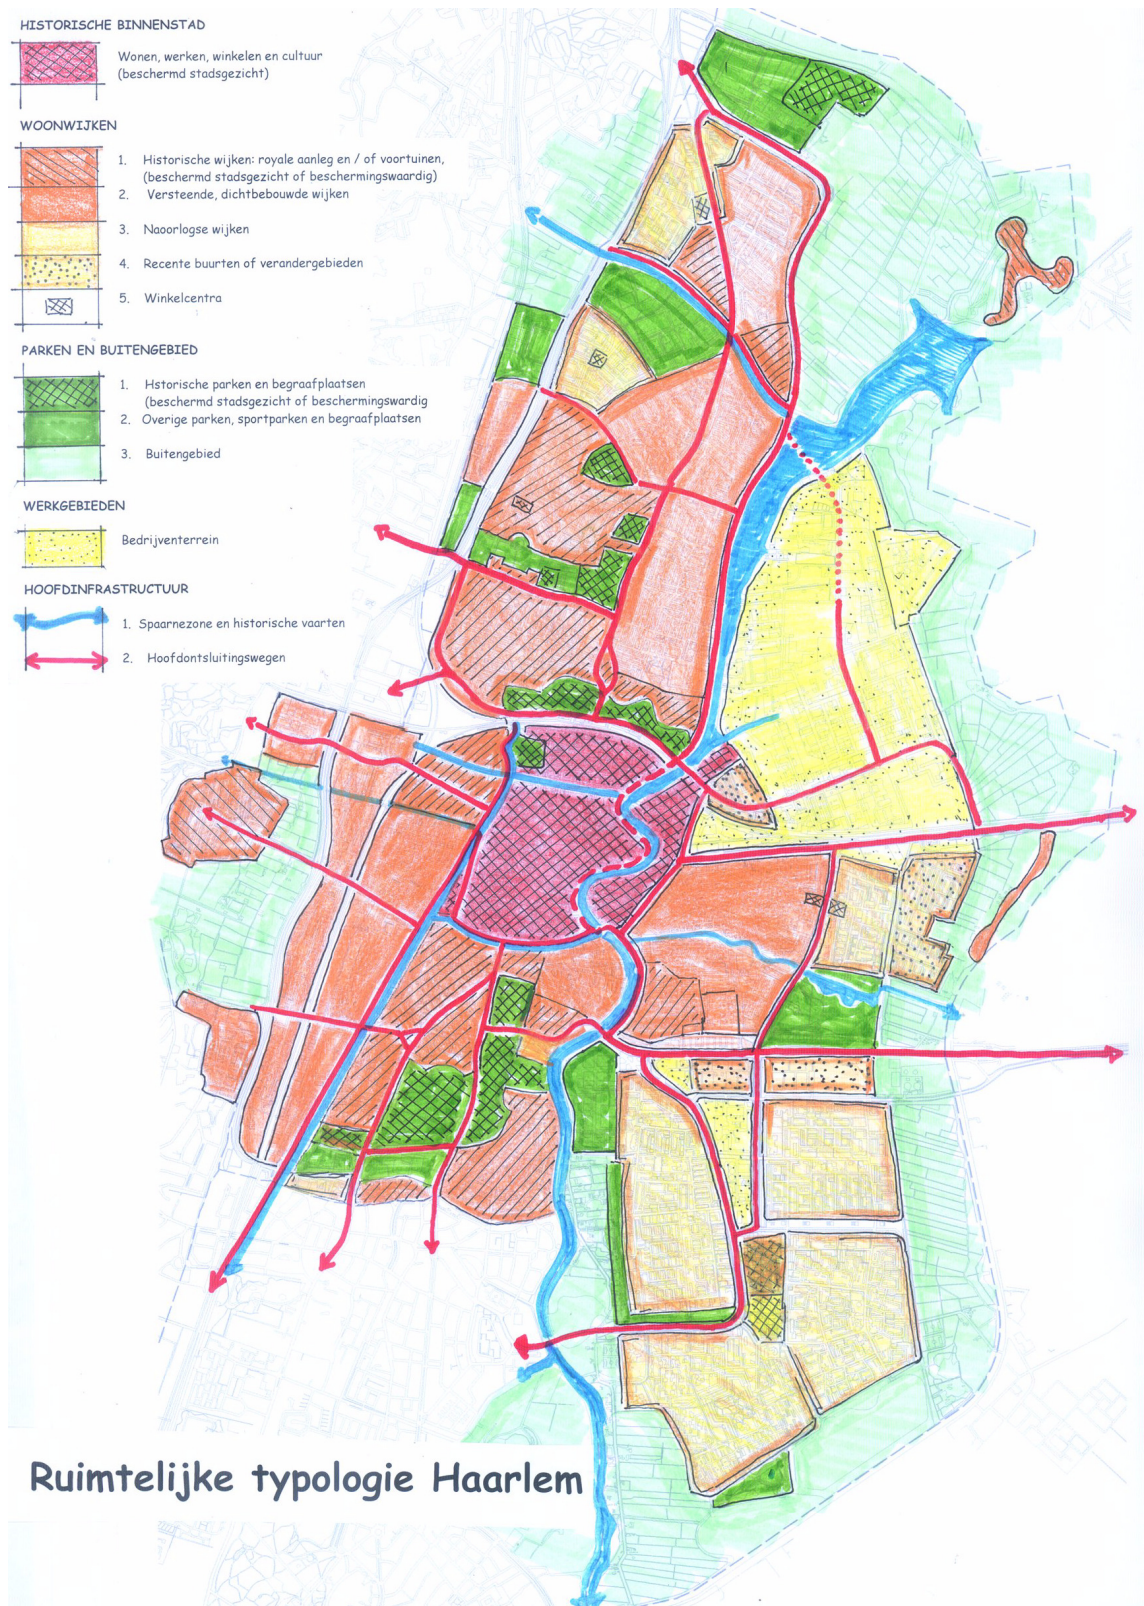 HISTORISCHE BINNENSTAD
Wonen, werken, winkelen en cultuur
(beschermd stadsgezicht)
WOONWIJKEN
1. Historische wijken: royale aanleg en / of voortuinen,
(beschermd stadsgezicht of beschermingswaardig)
2. Versteende, dichtbebouwde wijken
3. Naoorlogse wijken
4. Recente buurten of verandergebieden
5. Winkelcentra
PARKEN EN BUITENGEBIED
1. Hstorische parken en begraafplaatsen
(beschermd stadsgezicht of beschermingswardig
2. Overige parken, sportparken en begraafplaatsen
3. Buitengebied
WERKGEBIEDEN
Bedrijventerrein
HOOFDINFRASTRUCTUUR
1. Spaarnezone en historische vaarten
2. Hoofdontsluitingswegen
Ruimtelijke typologie Haarlem